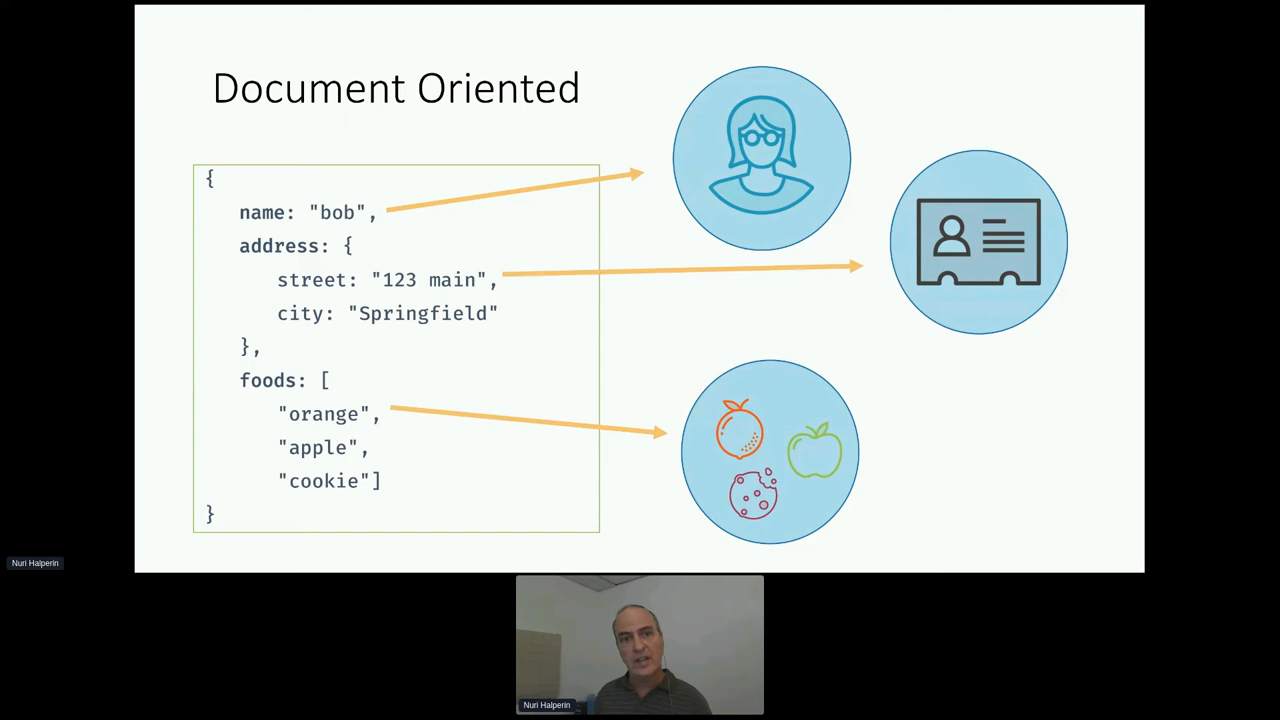 Document Oriented
{
name: "bob",
address: {
street: "123 main",
city: "Springfield"
},
foods: [
"orange",
"apple",
"cookie"]
}
Nuri Halperin
Nuri Halperin